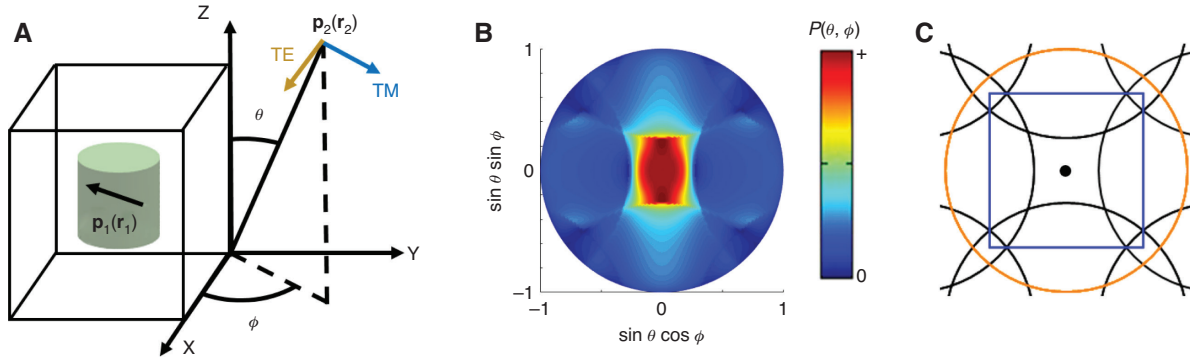 A
Z
p₂(r₂)
TE
TM
θ
p₁(r₁)
Y
ϕ
X
B
P(θ, ϕ)
1
0
−1
sin θ sin ϕ
−1
0
1
sin θ cos ϕ
+
0
C